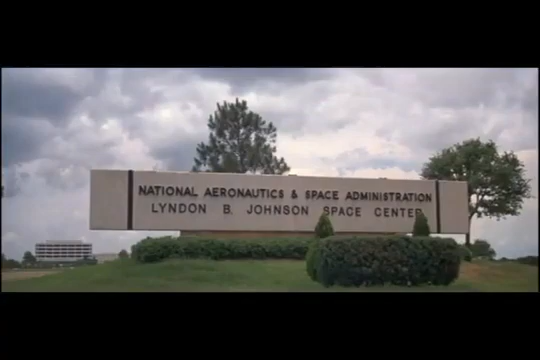 NATIONAL AERONAUTICS & SPACE ADMINISTRATION
LYNDON B. JOHNSON SPACE CENTER